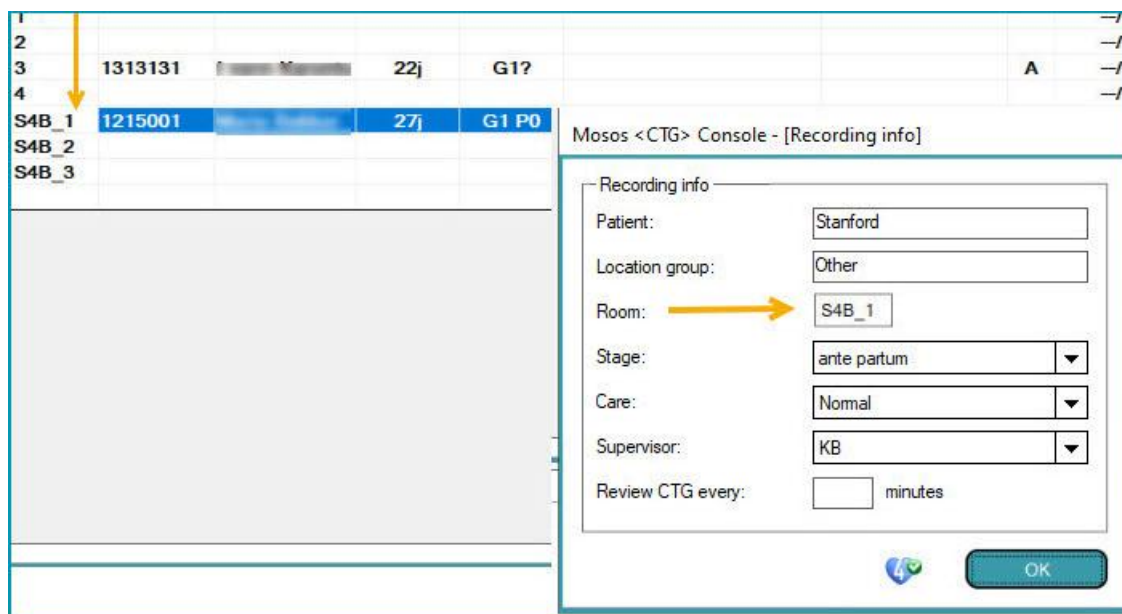 1
2
3 1313131 22j G1? A
4
S4B_1 1215001 27j G1 P0
S4B_2
S4B_3
Mosos <CTG> Console - [Recording info]
Recording info
Patient: Stanford
Location group: Other
Room: S4B_1
Stage: ante partum
Care: Normal
Supervisor: KB
Review CTG every: minutes
4
OK